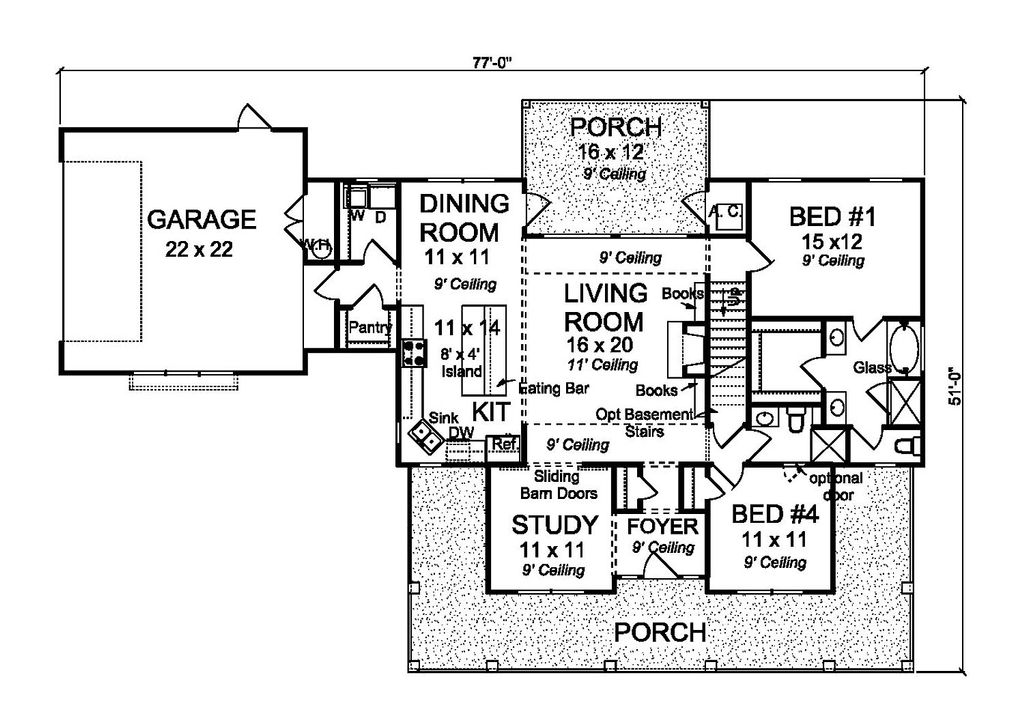 77'-0"
PORCH
16 x 12
9' Ceiling
GARAGE
22 x 22
W.H.
W D
DINING
ROOM
11 x 11
9' Ceiling
A. C.
BED #1
15 x12
9' Ceiling
9' Ceiling
LIVING
ROOM
16 x 20
11' Ceiling
Books
UP
Pantry
11 x 14
8' x 4'
Island
Eating Bar
KIT
Books
Opt Basement
Stairs
Glass
51'-0"
Sink
DW
Ref.
9' Ceiling
Sliding
Barn Doors
optional
door
STUDY
11 x 11
9' Ceiling
FOYER
9' Ceiling
BED #4
11 x 11
9' Ceiling
PORCH